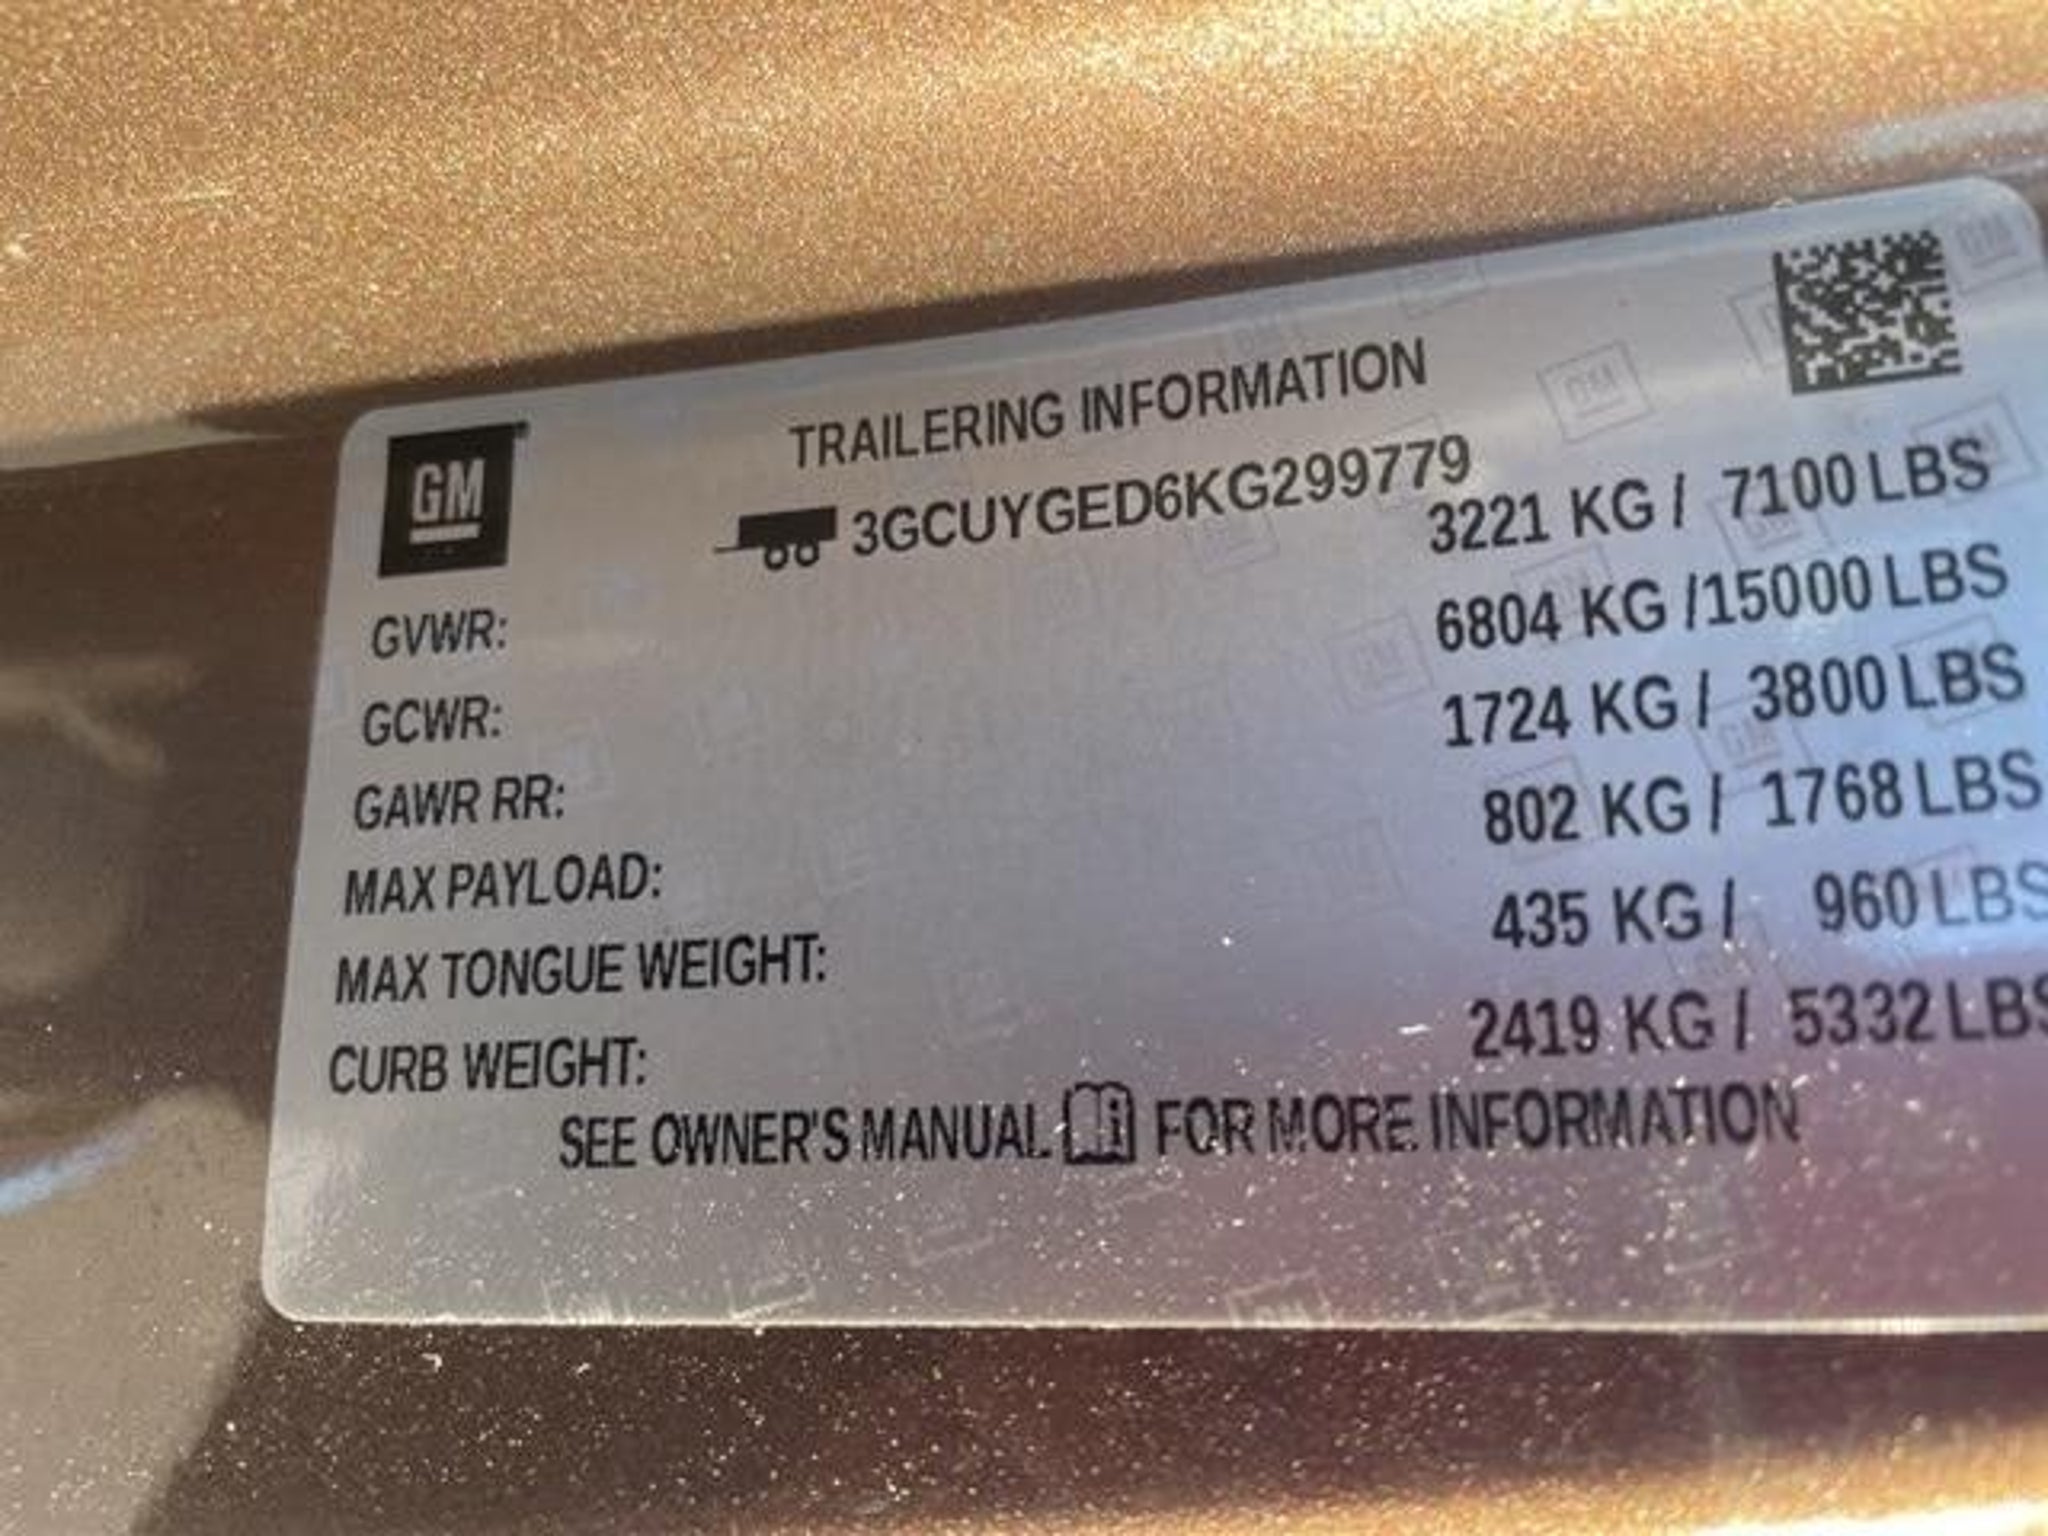 GM
TRAILERING INFORMATION
3GCUYGED6KG299779
GVWR: 3221 KG / 7100 LBS
GCWR: 6804 KG /15000 LBS
GAWR RR: 1724 KG / 3800 LBS
MAX PAYLOAD: 802 KG / 1768 LBS
MAX TONGUE WEIGHT: 435 KG / 960 LBS
CURB WEIGHT: 2419 KG / 5332 LBS
SEE OWNER'S MANUAL FOR MORE INFORMATION